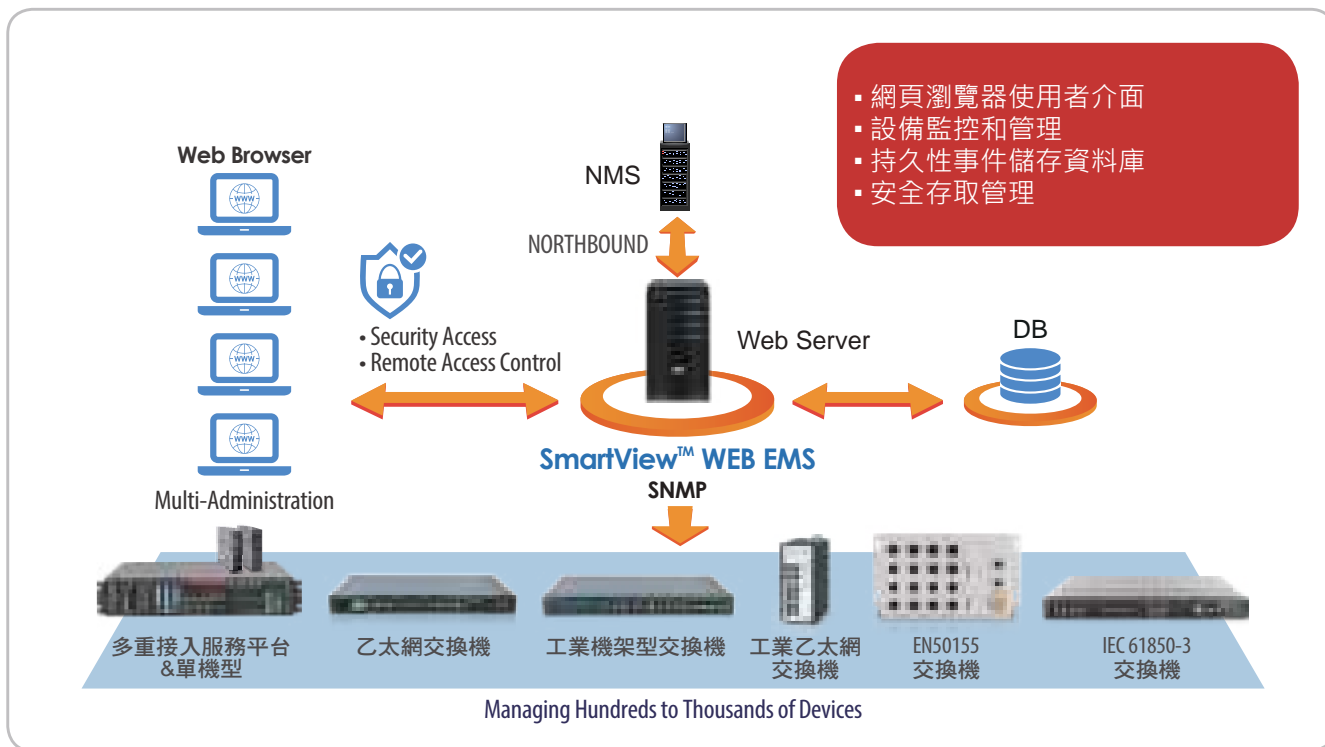 ▪ 網頁瀏覽器使用者介面
▪ 設備監控和管理
▪ 持久性事件儲存資料庫
▪ 安全存取管理
Web Browser
WWW
WWW
WWW
WWW
Multi-Administration
• Security Access
• Remote Access Control
NMS
NORTHBOUND
Web Server
DB
SmartView™ WEB EMS
SNMP
多重接入服務平台
&單機型
乙太網交換機
工業機架型交換機
工業乙太網
交換機
EN50155
交換機
IEC 61850-3
交換機
Managing Hundreds to Thousands of Devices